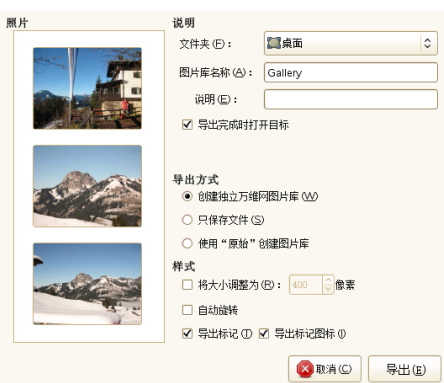 照片
说明
文件夹(F)：
桌面
图片库名称(A)：
Gallery
说明(E)：
导出完成时打开目标
导出方式
创建独立万维网图片库(W)
只保存文件(S)
使用“原始”创建图片库
样式
将大小调整为(R)： 400 像素
自动旋转
导出标记(T) 导出标记图标(I)
取消(C) 导出(E)